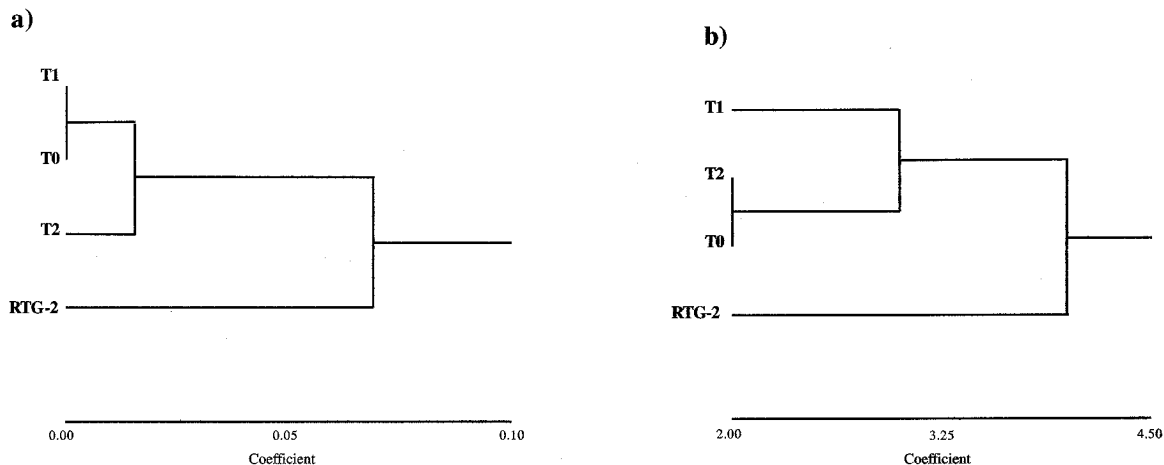 a)
T1
T0
T2
RTG-2
0.00 0.05 0.10
Coefficient
b)
T1
T2
T0
RTG-2
2.00 3.25 4.50
Coefficient